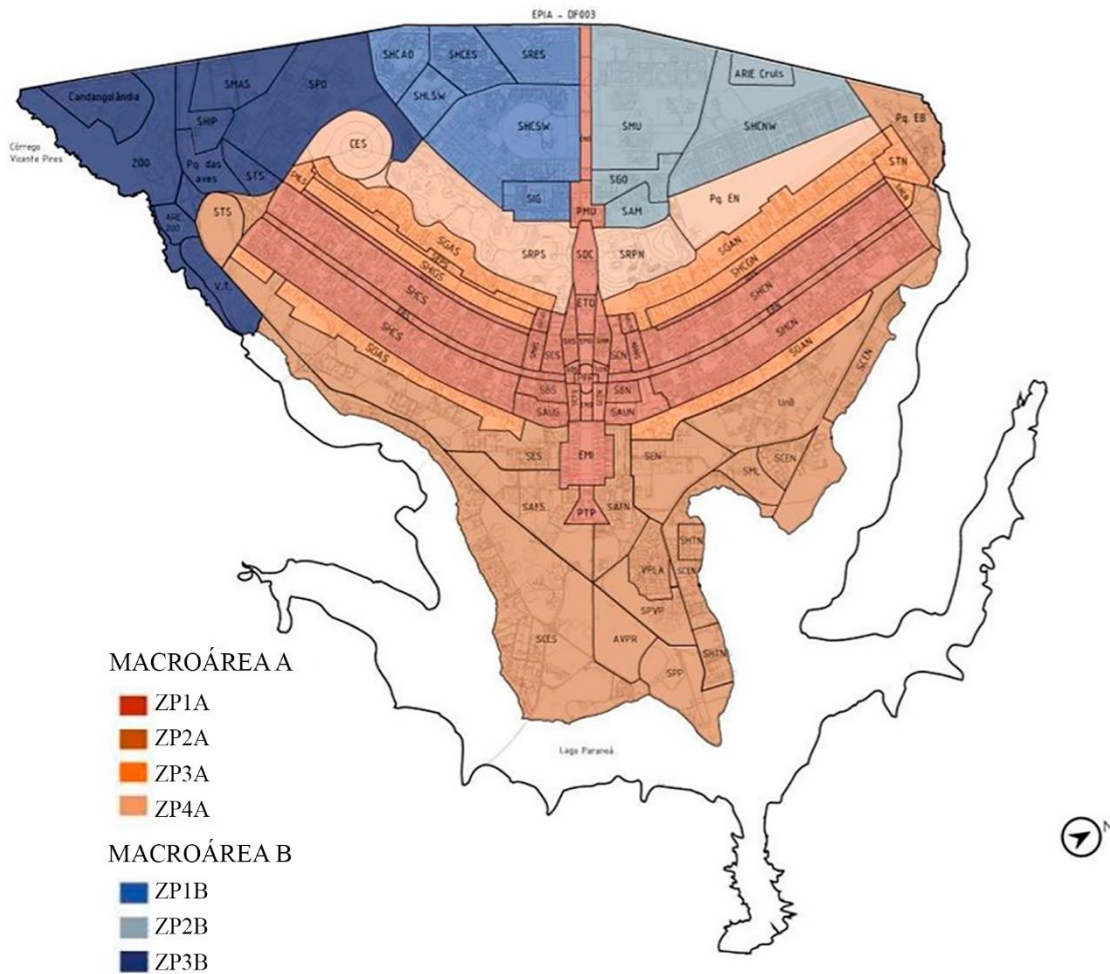 EPIA - DF003
SHCAO
SHCES
SRES
SHLSW
SHCSW
SIG
SMU
ARIE Cruls
SHCNW
SGO
SAM
Pq. EB
Candangolândia
SMAS
SPO
SHIP
Córrego
Vicente Pires
ZOO
Pq. das
aves
STS
CES
STN
Pq. EN
PMU
ARIE
ZOO
STS
V.T.
SGAS
SHIGS
SRPS
SDC
SRPN
SGAN
SHCGN
SHCS
ETO
SHCN
SHCS
SHCN
SGAS
SGAN
SCS
SCN
SBS
SBN
SAUS
SAUN
SCEN
UnB
SES
EMI
SEN
SML
SCEN
SAFS
PTP
SAFN
SHTN
VPLA
SCEN
SPVP
SCES
AVPR
SHTN
SPP
Lago Paranoá
N
MACROÁREA A
ZP1A
ZP2A
ZP3A
ZP4A
MACROÁREA B
ZP1B
ZP2B
ZP3B